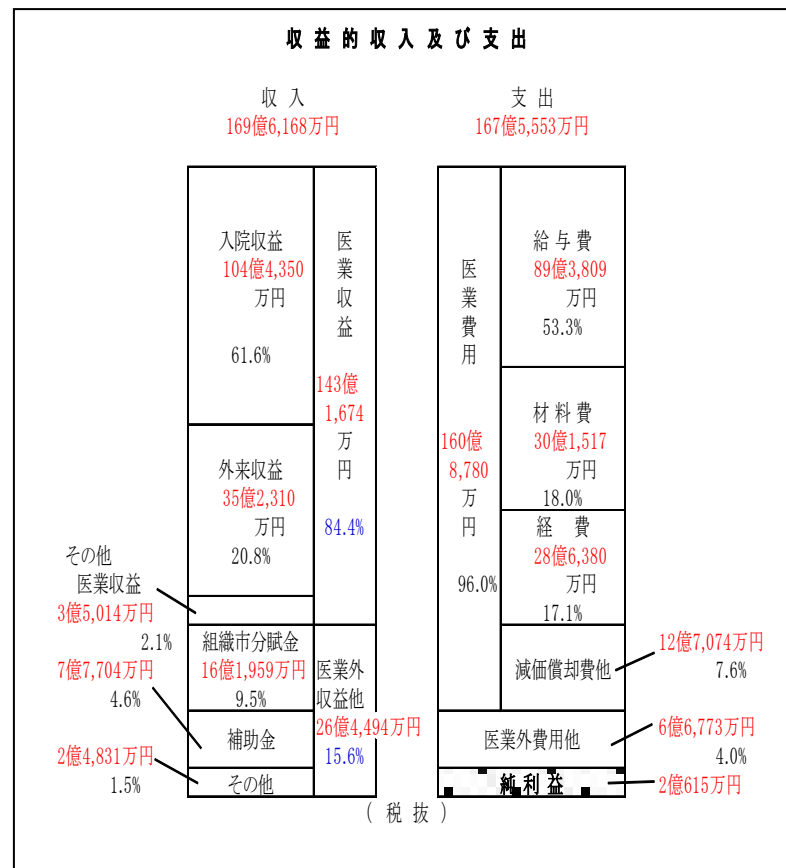 収益的収入及び支出
収入
169億6,168万円
支出
167億5,553万円
入院収益
104億4,350
万円
61.6%
外来収益
35億2,310
万円
20.8%
その他
医業収益
3億5,014万円
2.1%
組織市分賦金
16億1,959万円
9.5%
7億7,704万円
4.6%
補助金
2億4,831万円
1.5%
その他
医業収益
143億
1,674
万円
84.4%
医業外
収益他
26億4,494万円
15.6%
医業費用
160億
8,780
万円
96.0%
給与費
89億3,809
万円
53.3%
材料費
30億1,517
万円
18.0%
経費
28億6,380
万円
17.1%
減価償却費他
12億7,074万円
7.6%
医業外費用他
6億6,773万円
4.0%
純利益
2億615万円
(税抜)